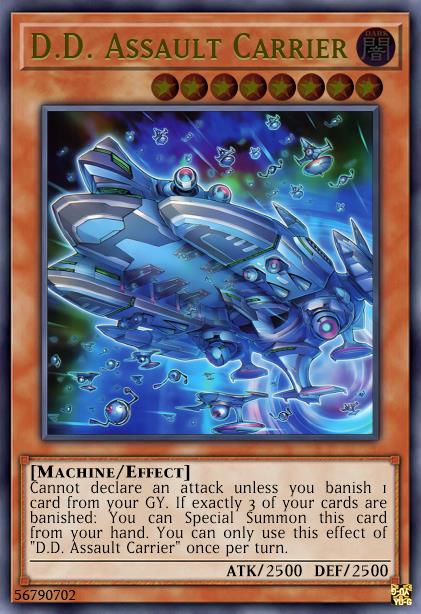 D.D. Assault Carrier
DARK
闇
[Machine/Effect]
Cannot declare an attack unless you banish 1
card from your GY. If exactly 3 of your cards are
banished: You can Special Summon this card
from your hand. You can only use this effect of
"D.D. Assault Carrier" once per turn.
ATK/2500 DEF/2500
56790702